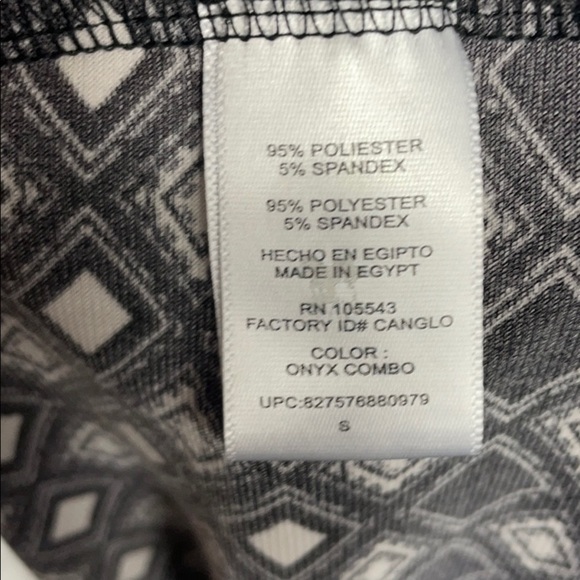 95% POLIESTER
5% SPANDEX
95% POLYESTER
5% SPANDEX
HECHO EN EGIPTO
MADE IN EGYPT
RN 105543
FACTORY ID# CANGLO
COLOR :
ONYX COMBO
UPC:827576880979
S